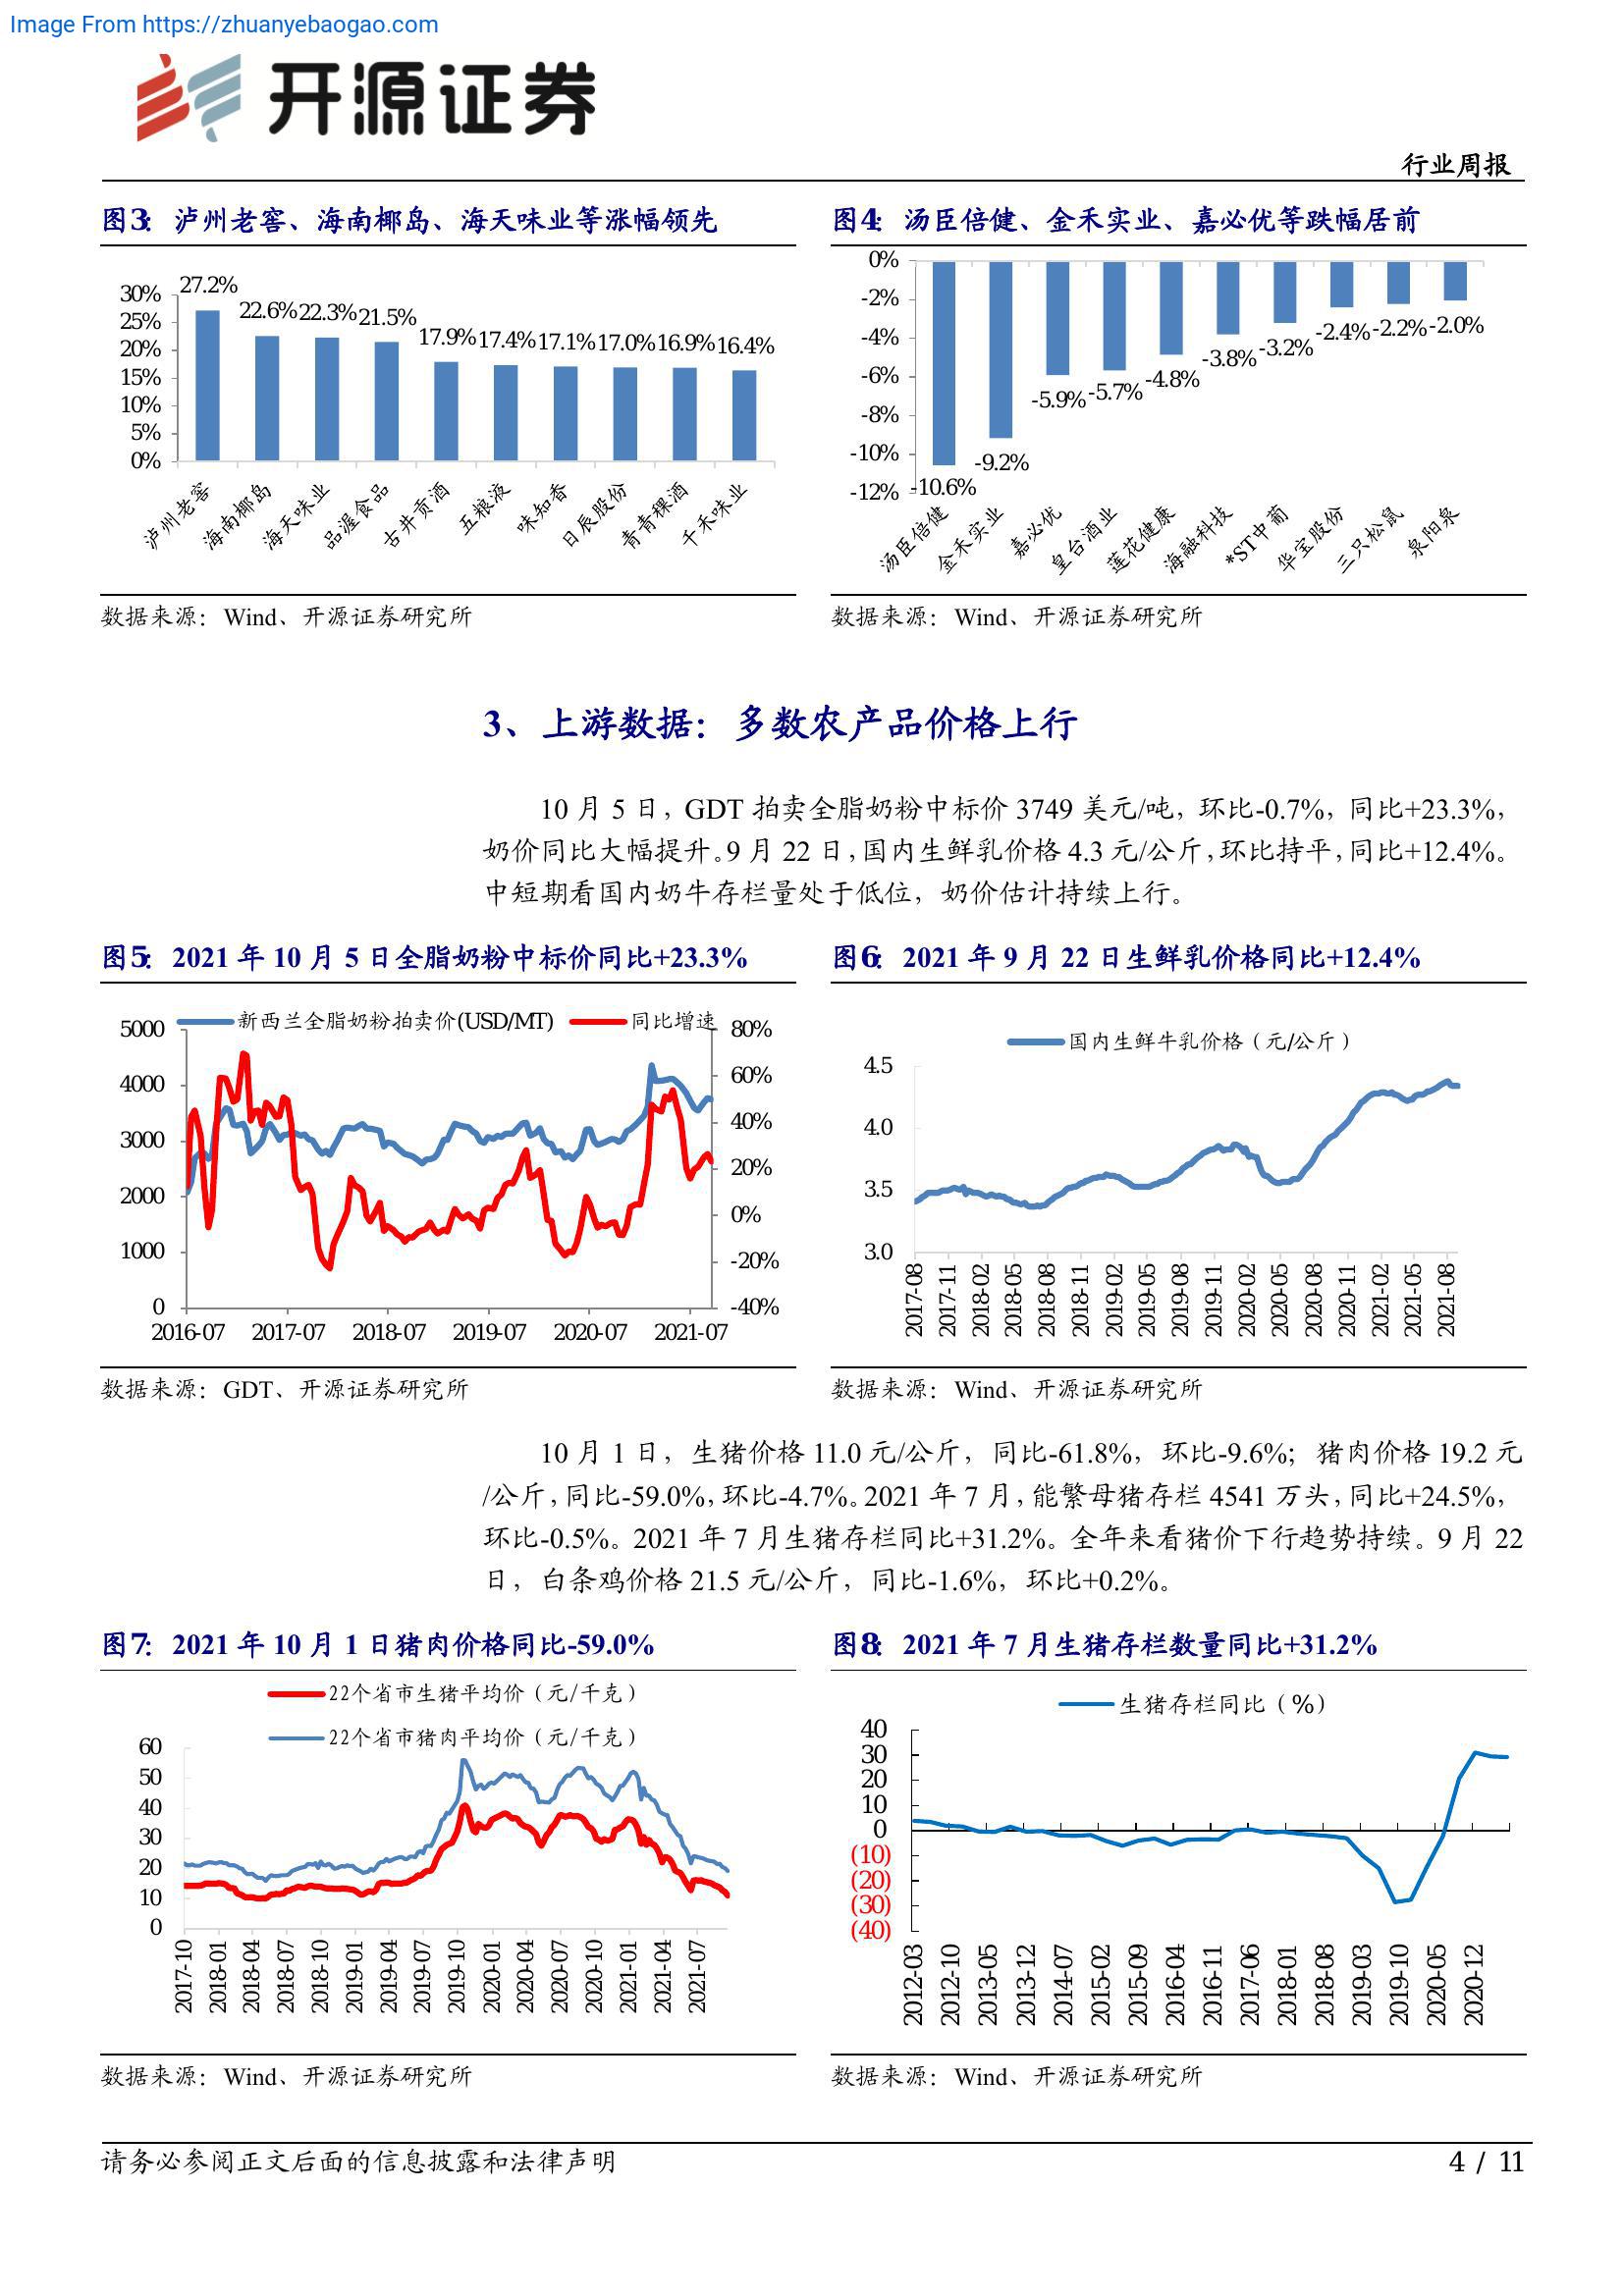 Image From https://zhuanyebaogao.com
开源证券
行业周报
图3： 泸州老窖、海南椰岛、海天味业等涨幅领先
27.2%
22.6% 22.3% 21.5%
17.9% 17.4% 17.1% 17.0% 16.9% 16.4%
30%
25%
20%
15%
10%
5%
0%
泸州老窖 海南椰岛 海天味业 品渥食品 古井贡酒 五粮液 味知香 日辰股份 青青稞酒 千禾味业
数据来源：Wind、开源证券研究所
图4： 汤臣倍健、金禾实业、嘉必优等跌幅居前
0%
-2%
-4%
-6%
-8%
-10%
-12%
-10.6% -9.2% -5.9% -5.7% -4.8% -3.8% -3.2% -2.4% -2.2% -2.0%
汤臣倍健 金禾实业 嘉必优 皇台酒业 莲花健康 海融科技 *ST中葡 华宝股份 三只松鼠 泉阳泉
数据来源：Wind、开源证券研究所
3、上游数据：多数农产品价格上行
10 月 5 日，GDT 拍卖全脂奶粉中标价 3749 美元/吨，环比-0.7%，同比+23.3%，
奶价同比大幅提升。9 月 22 日，国内生鲜乳价格 4.3 元/公斤，环比持平，同比+12.4%。
中短期看国内奶牛存栏量处于低位，奶价估计持续上行。
图5： 2021 年 10 月 5 日全脂奶粉中标价同比+23.3%
新西兰全脂奶粉拍卖价(USD/MT) 同比增速
5000
4000
3000
2000
1000
0
80%
60%
40%
20%
0%
-20%
-40%
2016-07 2017-07 2018-07 2019-07 2020-07 2021-07
数据来源：GDT、开源证券研究所
图6： 2021 年 9 月 22 日生鲜乳价格同比+12.4%
国内生鲜牛乳价格（元/公斤）
4.5
4.0
3.5
3.0
2017-08 2017-11 2018-02 2018-05 2018-08 2018-11 2019-02 2019-05 2019-08 2019-11 2020-02 2020-05 2020-08 2020-11 2021-02 2021-05 2021-08
数据来源：Wind、开源证券研究所
10 月 1 日，生猪价格 11.0 元/公斤，同比-61.8%，环比-9.6%；猪肉价格 19.2 元
/公斤，同比-59.0%，环比-4.7%。2021 年 7 月，能繁母猪存栏 4541 万头，同比+24.5%，
环比-0.5%。2021 年 7 月生猪存栏同比+31.2%。全年来看猪价下行趋势持续。9 月 22
日，白条鸡价格 21.5 元/公斤，同比-1.6%，环比+0.2%。
图7： 2021 年 10 月 1 日猪肉价格同比-59.0%
22个省市生猪平均价（元/千克）
22个省市猪肉平均价（元/千克）
60
50
40
30
20
10
0
2017-10 2018-01 2018-04 2018-07 2018-10 2019-01 2019-04 2019-07 2019-10 2020-01 2020-04 2020-07 2020-10 2021-01 2021-04 2021-07
数据来源：Wind、开源证券研究所
图8： 2021 年 7 月生猪存栏数量同比+31.2%
生猪存栏同比（%）
40
30
20
10
0
(10)
(20)
(30)
(40)
2012-03 2012-10 2013-05 2013-12 2014-07 2015-02 2015-09 2016-04 2016-11 2017-06 2018-01 2018-08 2019-03 2019-10 2020-05 2020-12
数据来源：Wind、开源证券研究所
请务必参阅正文后面的信息披露和法律声明
4 / 11